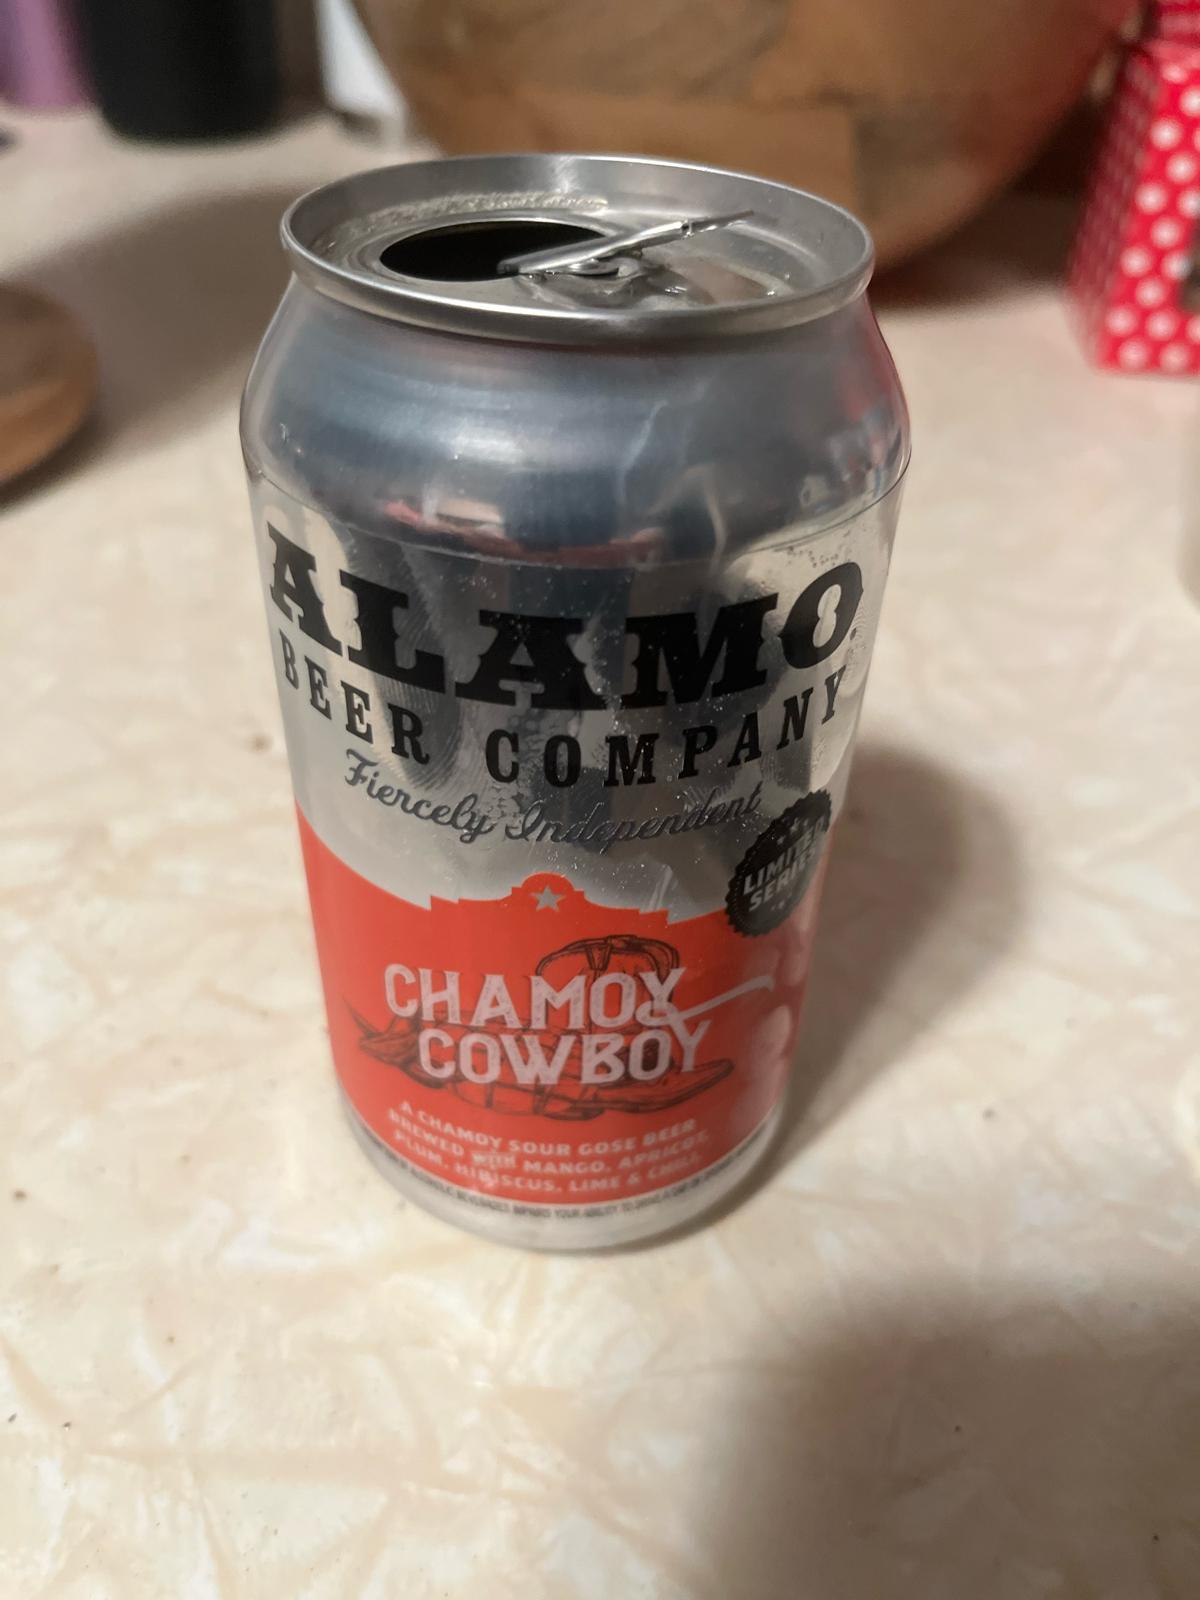 ALAMO
BEER COMPANY
Fiercely Independent
LIMITED
SERIES
CHAMOY
COWBOY
A CHAMOY SOUR GOSE BEER
BREWED WITH MANGO, APRICOT,
PLUM, HIBISCUS, LIME & CHILI